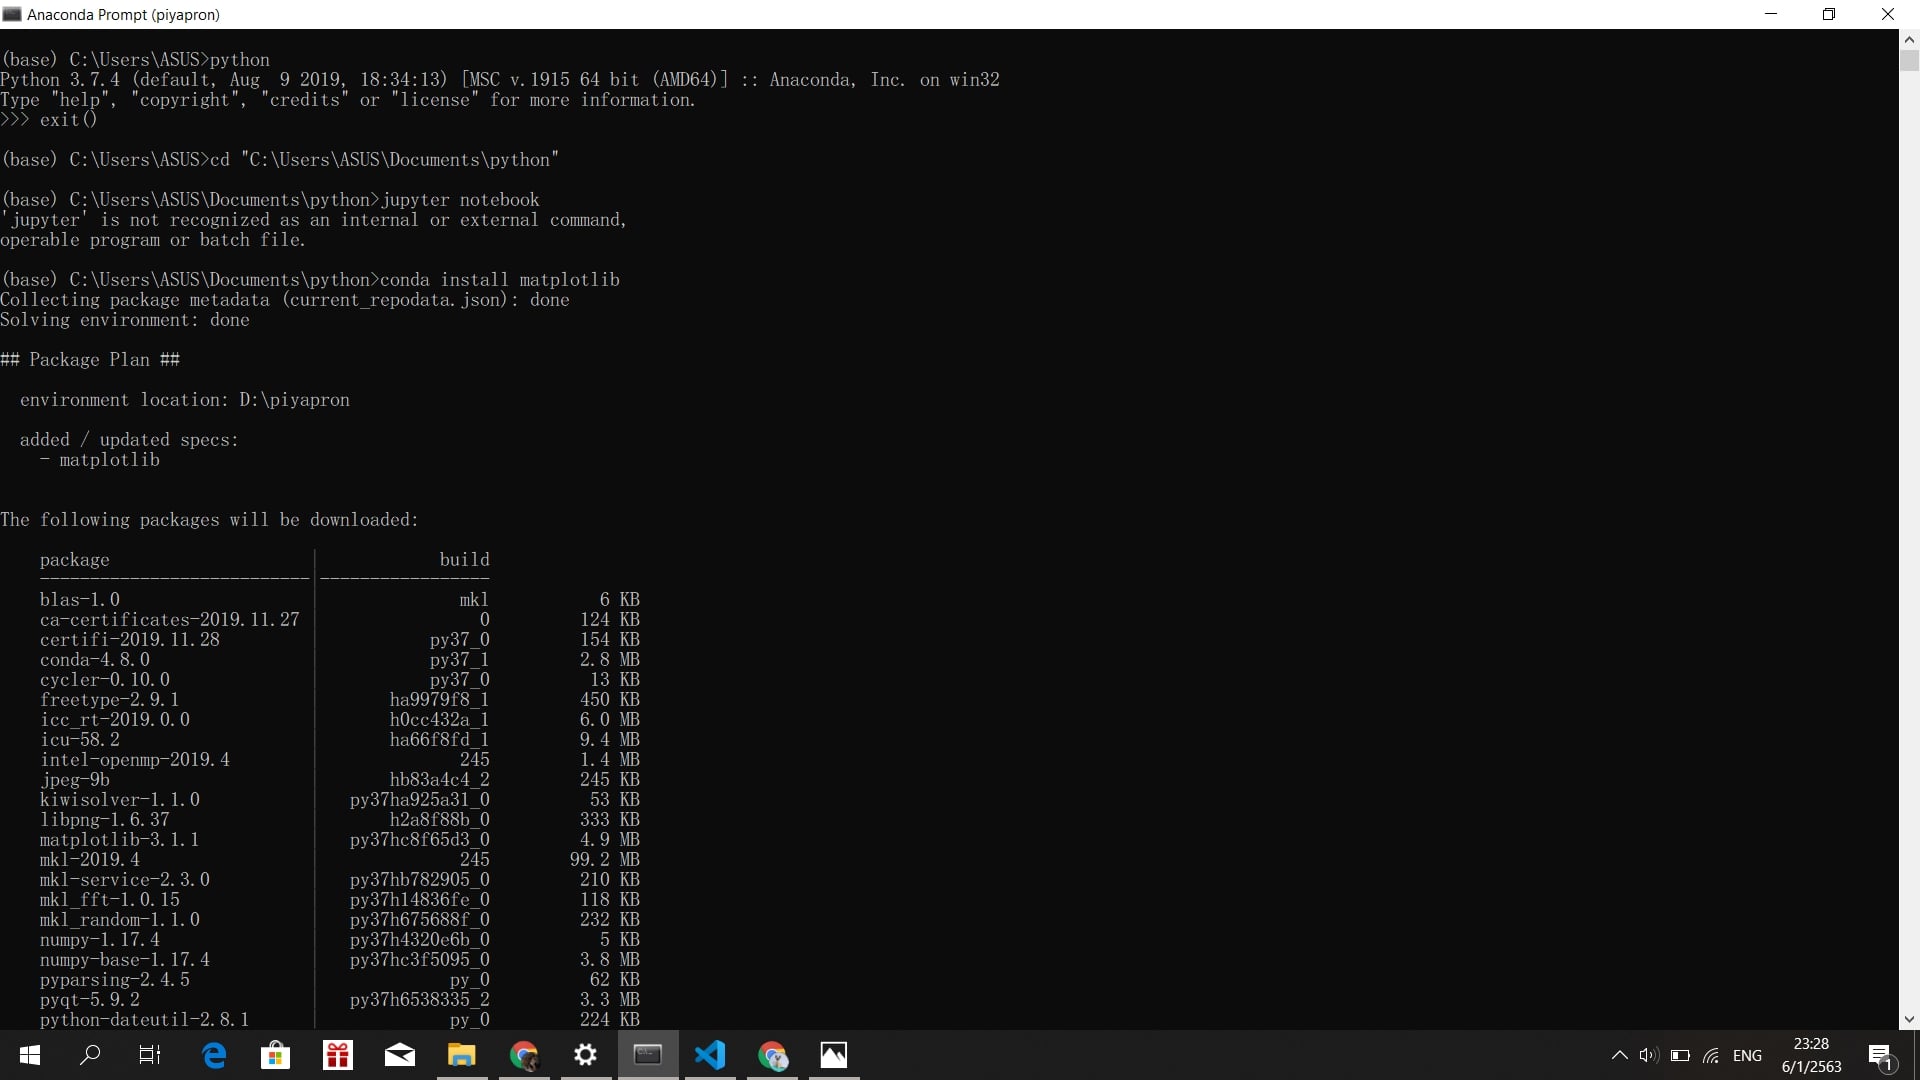 Anaconda Prompt (piyapron)
(base) C:\Users\ASUS>python
Python 3.7.4 (default, Aug  9 2019, 18:34:13) [MSC v.1915 64 bit (AMD64)] :: Anaconda, Inc. on win32
Type "help", "copyright", "credits" or "license" for more information.
>>> exit()
(base) C:\Users\ASUS>cd "C:\Users\ASUS\Documents\python"
(base) C:\Users\ASUS\Documents\python>jupyter notebook
'jupyter' is not recognized as an internal or external command,
operable program or batch file.
(base) C:\Users\ASUS\Documents\python>conda install matplotlib
Collecting package metadata (current_repodata.json): done
Solving environment: done
## Package Plan ##
environment location: D:\piyapron
added / updated specs:
- matplotlib
The following packages will be downloaded:
package | build
---------------------------|-----------------
blas-1.0 | mkl 6 KB
ca-certificates-2019.11.27 | 0 124 KB
certifi-2019.11.28 | py37_0 154 KB
conda-4.8.0 | py37_1 2.8 MB
cycler-0.10.0 | py37_0 13 KB
freetype-2.9.1 | ha9979f8_1 450 KB
icc_rt-2019.0.0 | h0cc432a_1 6.0 MB
icu-58.2 | ha66f8fd_1 9.4 MB
intel-openmp-2019.4 | 245 1.4 MB
jpeg-9b | hb83a4c4_2 245 KB
kiwisolver-1.1.0 | py37ha925a31_0 53 KB
libpng-1.6.37 | h2a8f88b_0 333 KB
matplotlib-3.1.1 | py37hc8f65d3_0 4.9 MB
mkl-2019.4 | 245 99.2 MB
mkl-service-2.3.0 | py37hb782905_0 210 KB
mkl_fft-1.0.15 | py37h14836fe_0 118 KB
mkl_random-1.1.0 | py37h675688f_0 232 KB
numpy-1.17.4 | py37h4320e6b_0 5 KB
numpy-base-1.17.4 | py37hc3f5095_0 3.8 MB
pyparsing-2.4.5 | py_0 62 KB
pyqt-5.9.2 | py37h6538335_2 3.3 MB
python-dateutil-2.8.1 | py_0 224 KB
ENG
23:28
6/1/2563
1